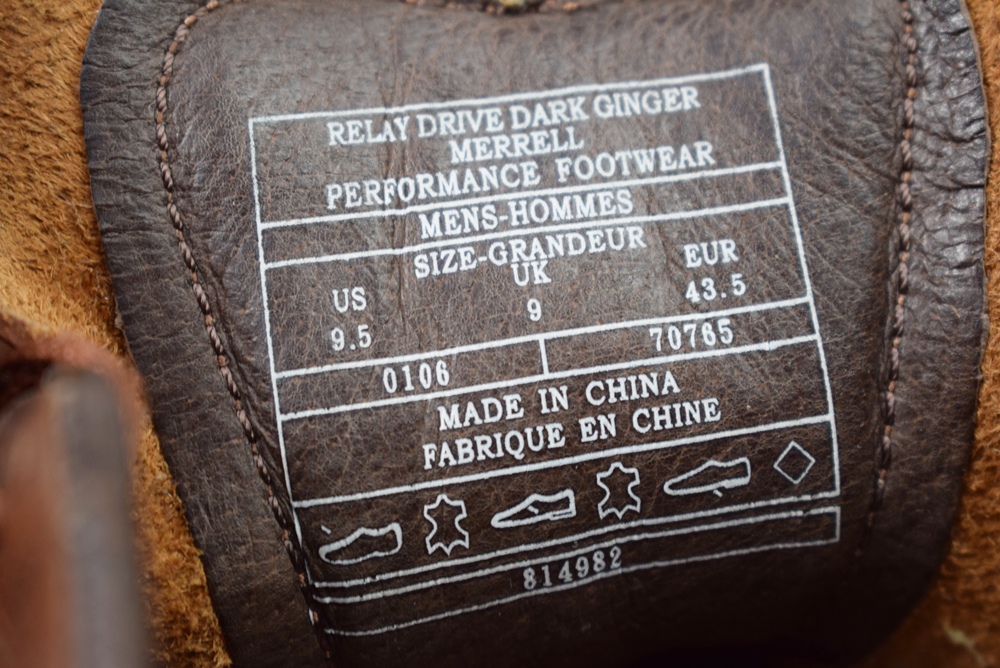 RELAY DRIVE DARK GINGER
MERRELL
PERFORMANCE FOOTWEAR
MENS-HOMMES
SIZE-GRANDEUR
US UK EUR
9.5 9 43.5
0106 70765
MADE IN CHINA
FABRIQUE EN CHINE
814982